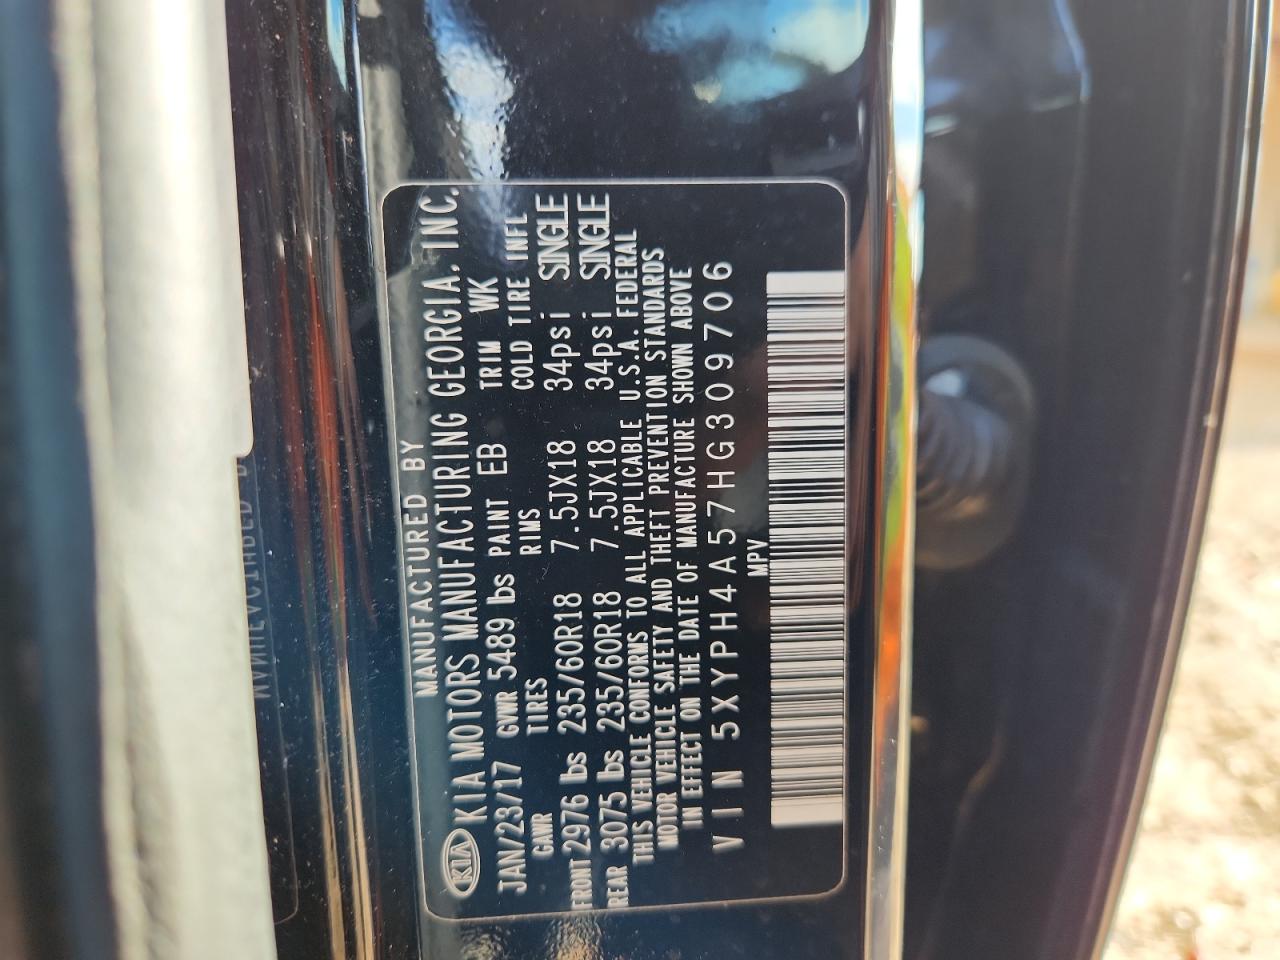 MANUFACTURED BY
KIA KIA MOTORS MANUFACTURING GEORGIA, INC.
JAN/23/17 GVWR 5489 lbs PAINT EB TRIM WK
GAWR TIRES RIMS COLD TIRE INFL
FRONT 2976 lbs 235/60R18 7.5JX18 34psi SINGLE
REAR 3075 lbs 235/60R18 7.5JX18 34psi SINGLE
THIS VEHICLE CONFORMS TO ALL APPLICABLE U.S.A. FEDERAL
MOTOR VEHICLE SAFETY AND THEFT PREVENTION STANDARDS
IN EFFECT ON THE DATE OF MANUFACTURE SHOWN ABOVE
VIN 5XYPH4A57HG309706
MPV